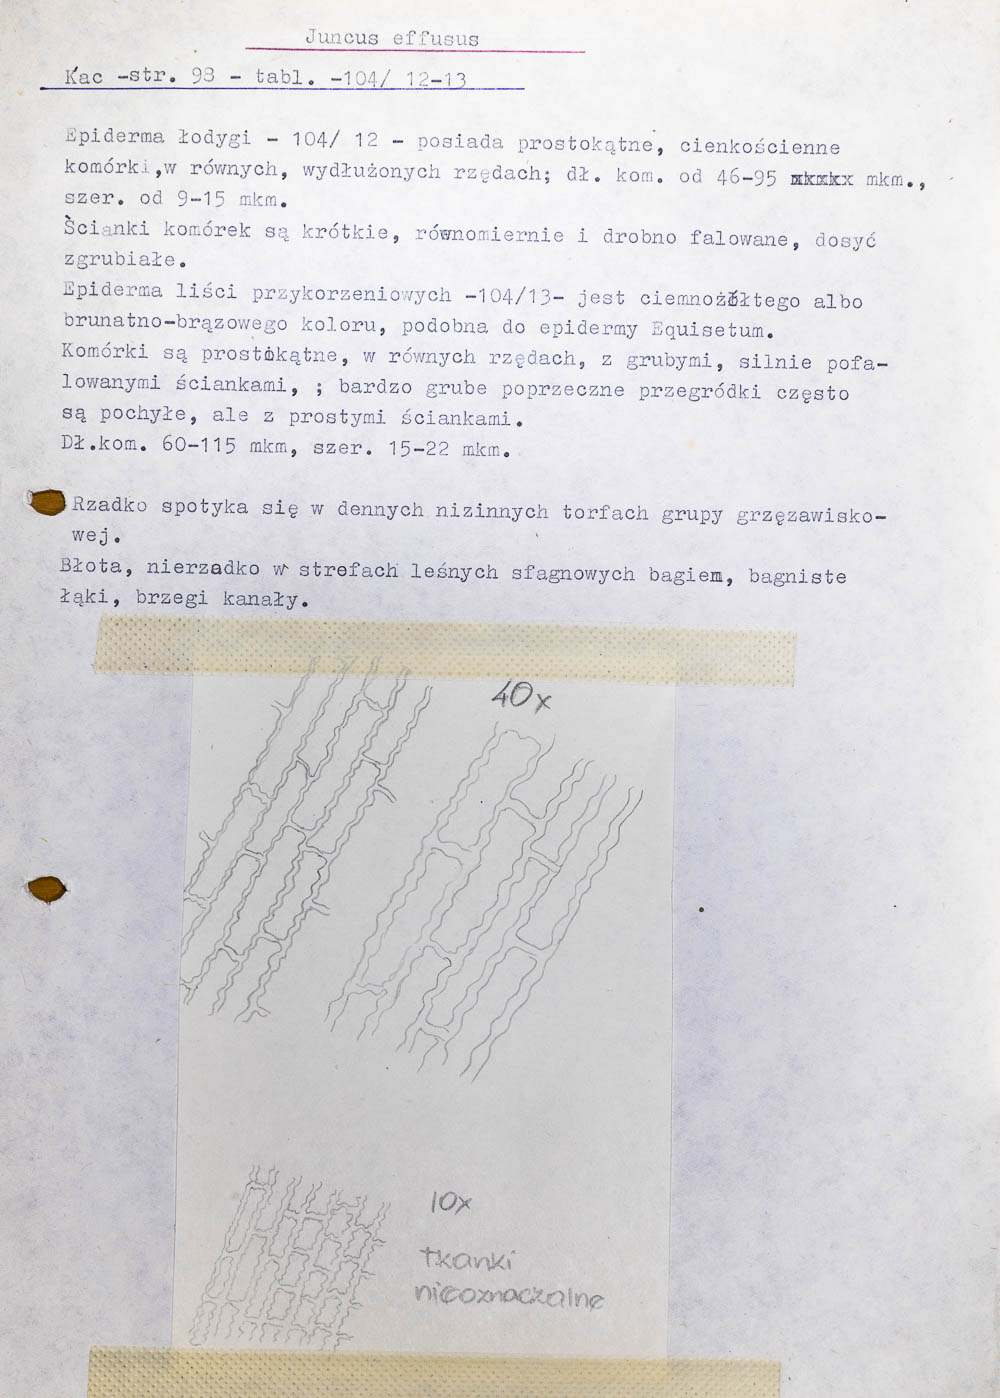 Juncus effusus
Kac -str. 98 - tabl. -104/ 12-13
Epiderma łodygi - 104/ 12 - posiada prostokątne, cienkościenne
komórki,w równych, wydłużonych rzędach; dł. kom. od 46-95 mkm.,
szer. od 9-15 mkm.
Ścianki komórek są krótkie, równomiernie i drobno falowane, dosyć
zgrubiałe.
Epiderma liści przykorzeniowych -104/13- jest ciemnożółtego albo
brunatno-brązowego koloru, podobna do epidermy Equisetum.
Komórki są prostokątne, w równych rzędach, z grubymi, silnie pofa-
lowanymi ściankami, ; bardzo grube poprzeczne przegródki często
są pochyłe, ale z prostymi ściankami.
Dł.kom. 60-115 mkm, szer. 15-22 mkm.
Rzadko spotyka się w dennych nizinnych torfach grupy grzęzawisko-
wej.
Błota, nierzadko w strefach leśnych sfagnowych bagiem, bagniste
łąki, brzegi kanały.
40x
10x
tkanki
nieoznaczalne